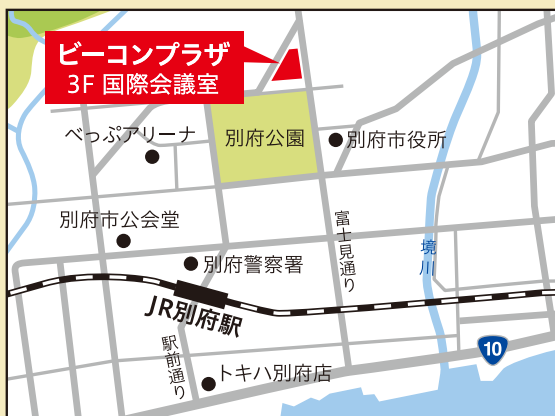 ビーコンプラザ
3F 国際会議室
べっぷアリーナ
別府公園
別府市役所
別府市公会堂
富士見通り
境川
別府警察署
JR別府駅
駅前通り
10
トキハ別府店